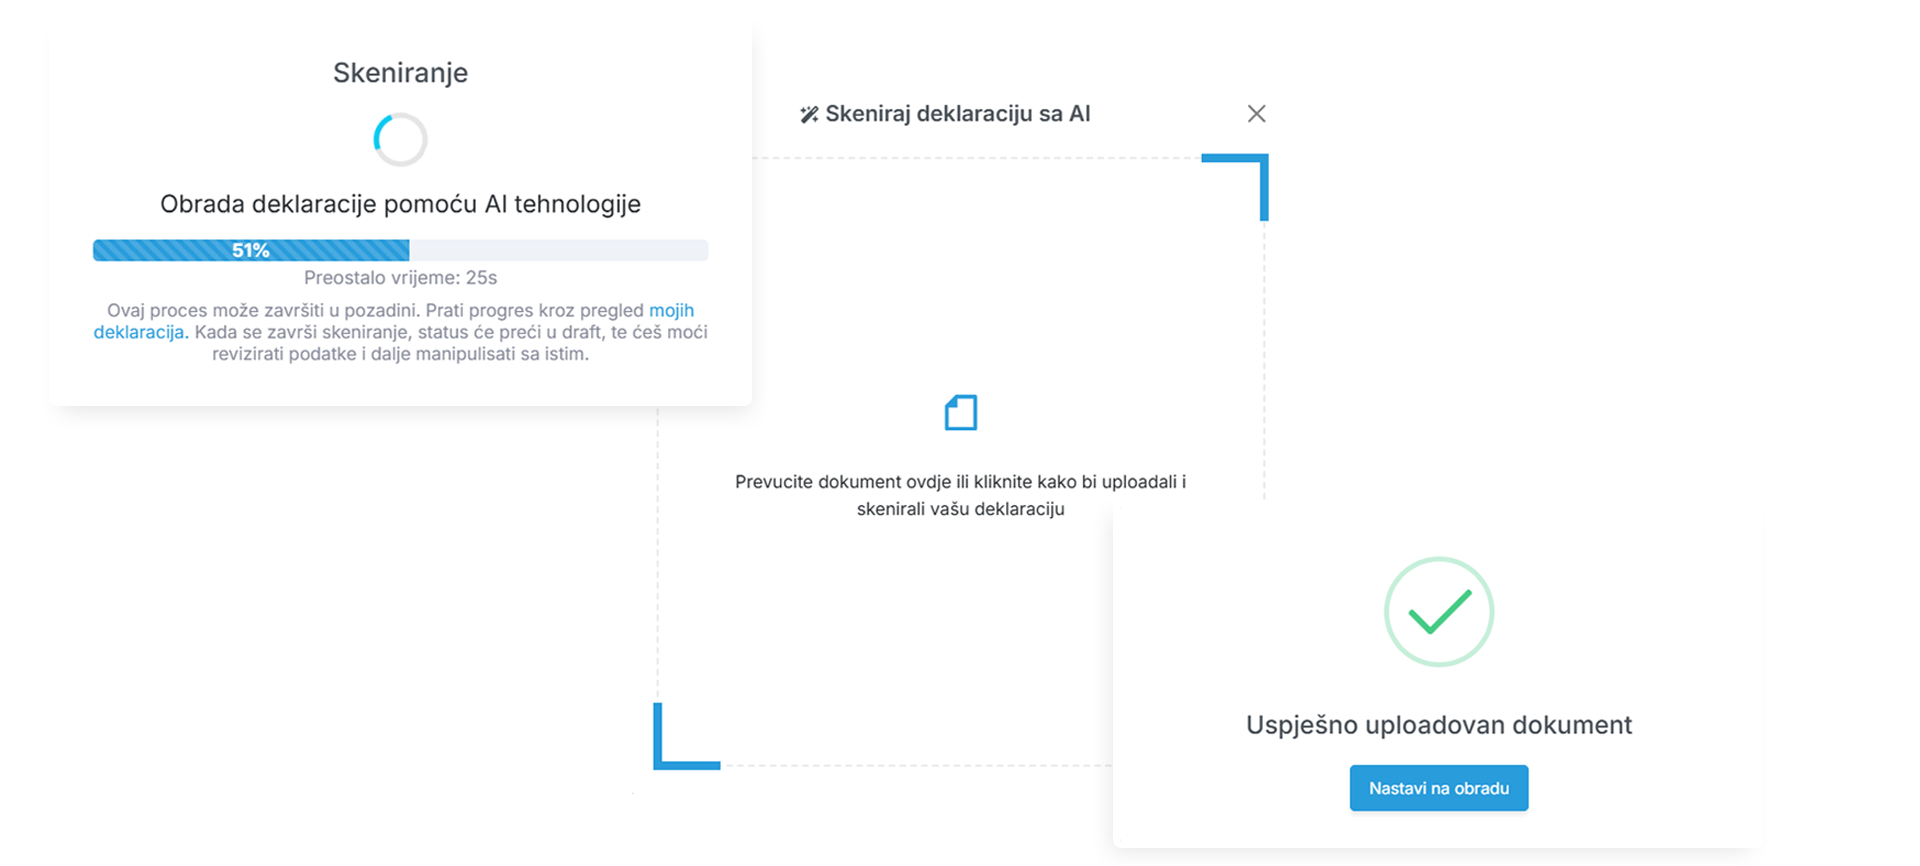 Skeniranje
Obrada deklaracije pomoću AI tehnologije
51%
Preostalo vrijeme: 25s
Ovaj proces može završiti u pozadini. Prati progres kroz pregled mojih
deklaracija. Kada se završi skeniranje, status će preći u draft, te ćeš moći
revizirati podatke i dalje manipulisati sa istim.
Skeniraj deklaraciju sa AI
Prevucite dokument ovdje ili kliknite kako bi uploadali i
skenirali vašu deklaraciju
Uspješno uploadovan dokument
Nastavi na obradu